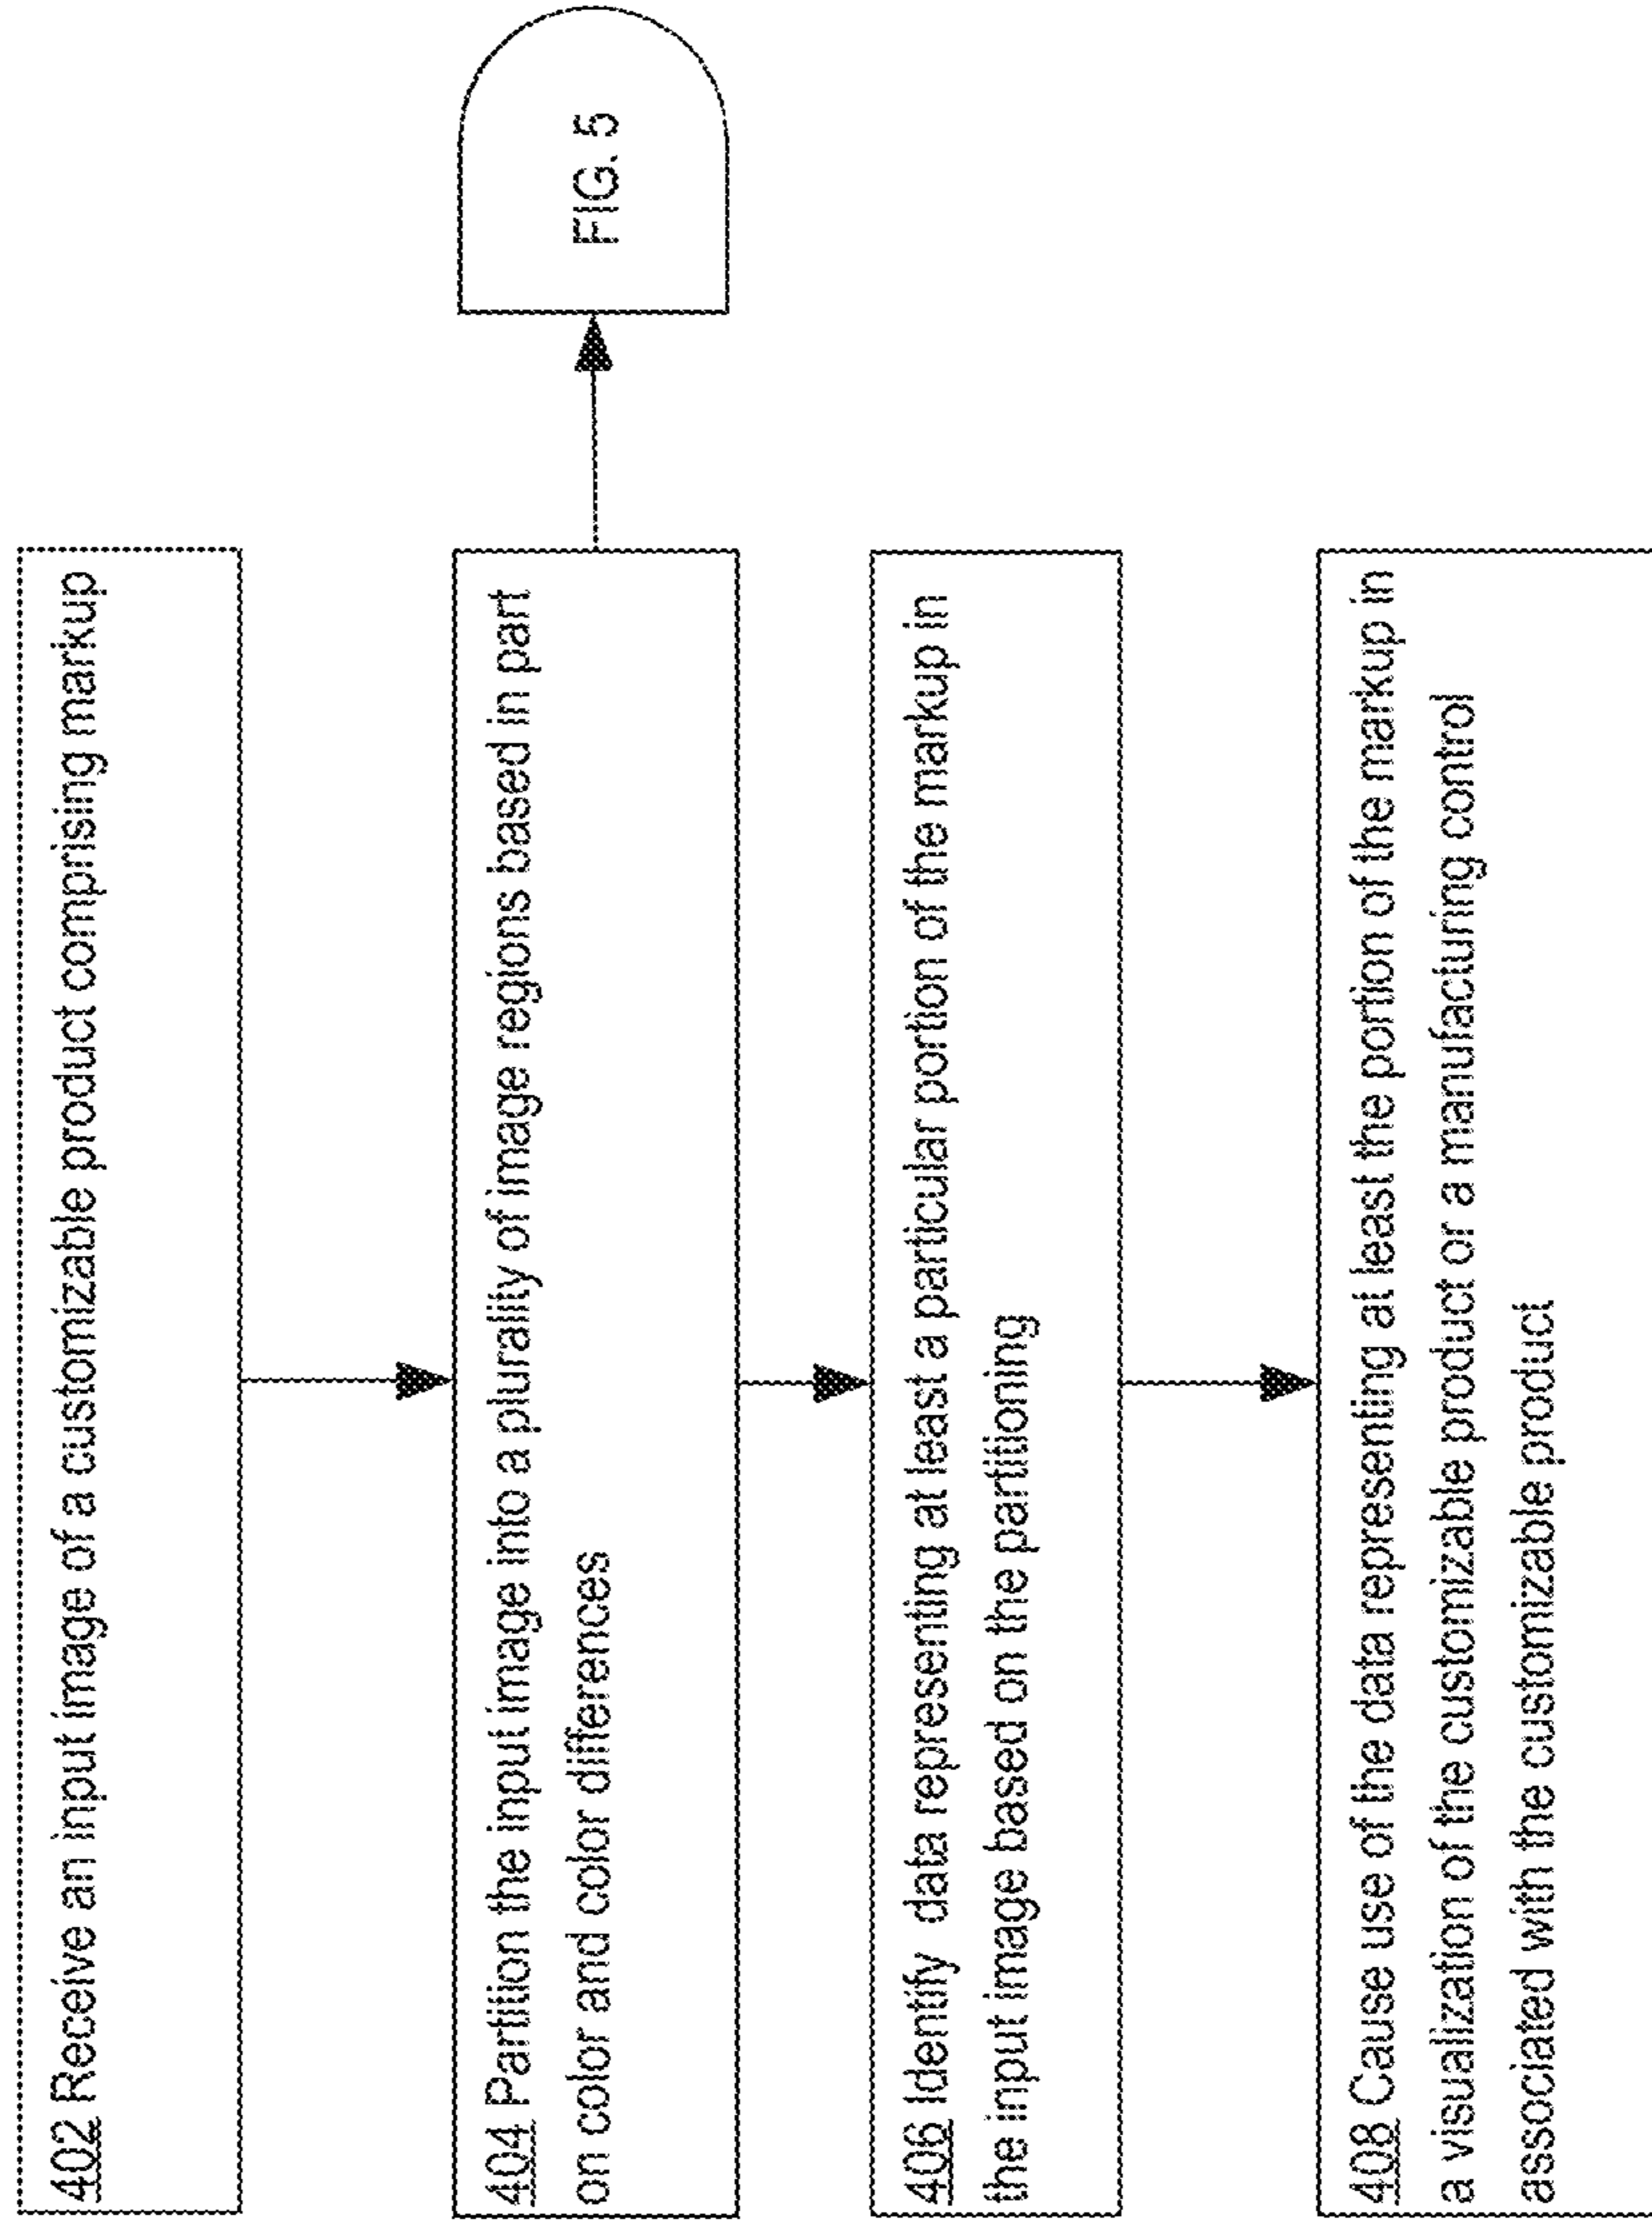 402 Receive an input image of a customizable product comprising markup
404 Partition the input image into a plurality of image regions based in part
on color and color differences
FIG. 5
406 Identify data representing at least a particular portion of the markup in
the input image based on the partitioning
408 Cause use of the data representing at least the portion of the markup in
a visualization of the customizable product or a manufacturing control
associated with the customizable product